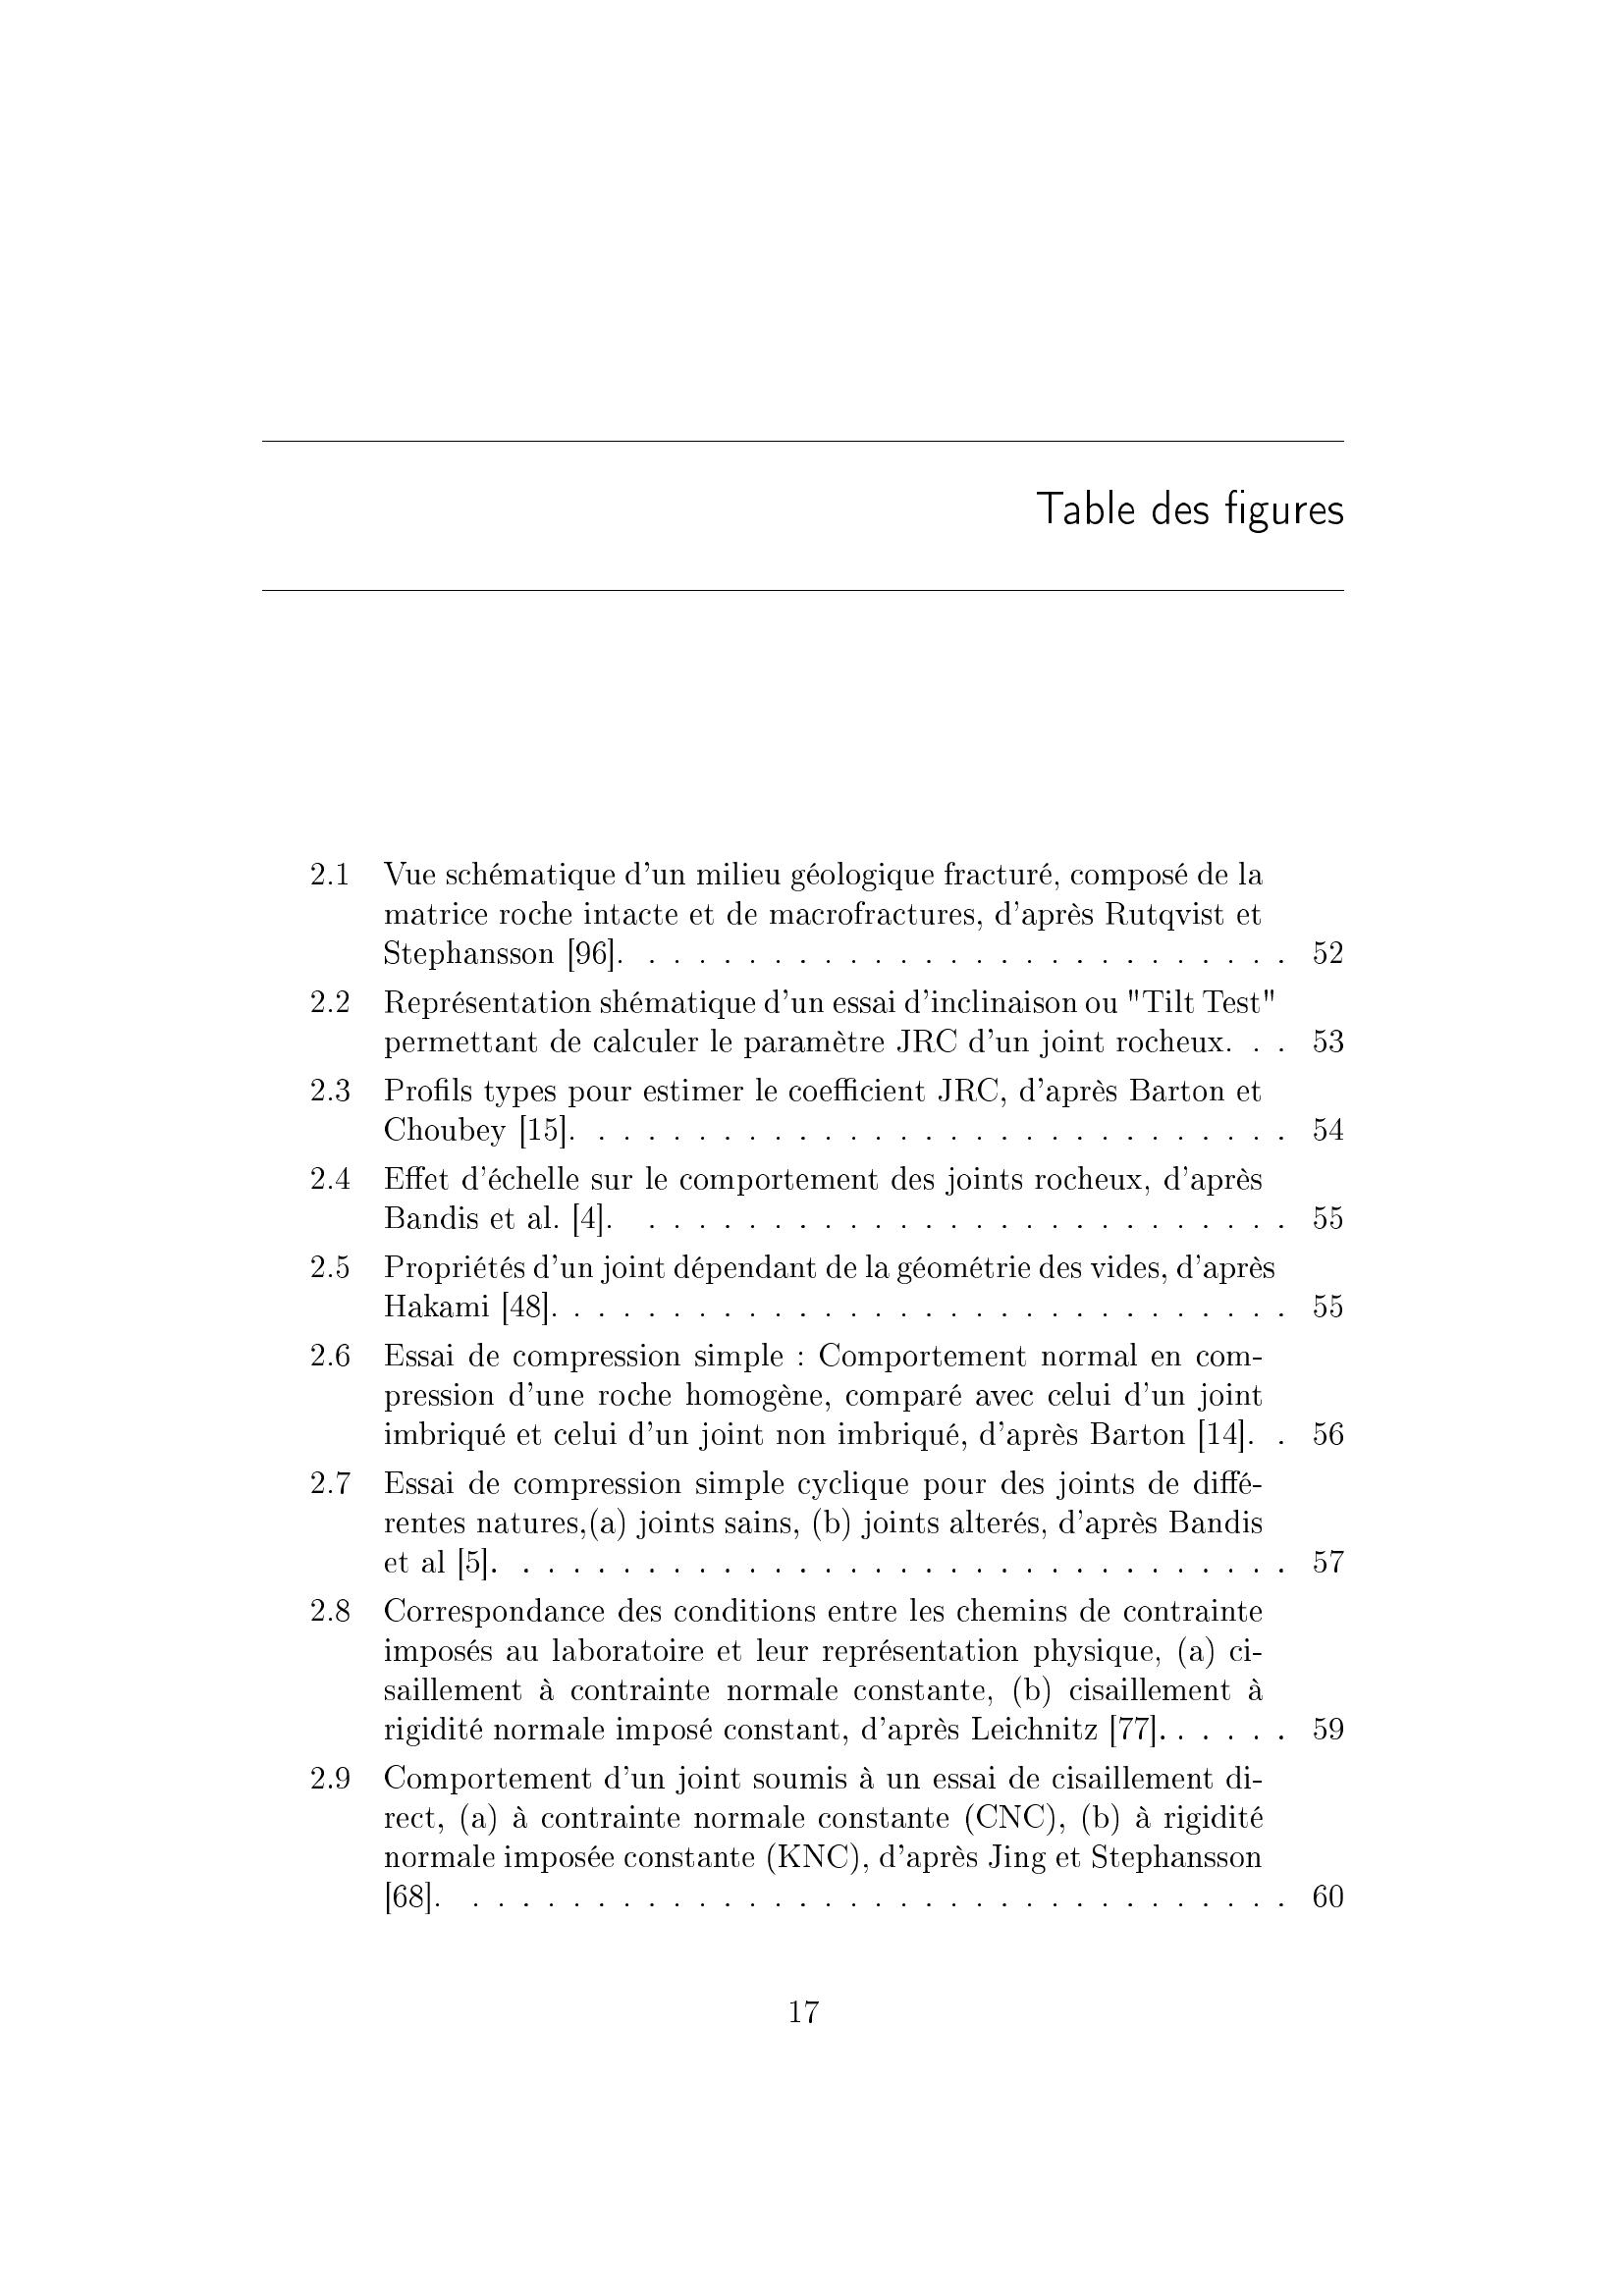 Table des figures
2.1 Vue schématique d'un milieu géologique fracturé, composé de la
matrice roche intacte et de macrofractures, d'après Rutqvist et
Stephansson [96]. . . . . . . . . . . . . . . . . . . . . . . . . . . 52
2.2 Représentation shématique d'un essai d'inclinaison ou "Tilt Test"
permettant de calculer le paramètre JRC d'un joint rocheux. . . 53
2.3 Profils types pour estimer le coefficient JRC, d'après Barton et
Choubey [15]. . . . . . . . . . . . . . . . . . . . . . . . . . . . . 54
2.4 Effet d'échelle sur le comportement des joints rocheux, d'après
Bandis et al. [4]. . . . . . . . . . . . . . . . . . . . . . . . . . . 55
2.5 Propriétés d'un joint dépendant de la géométrie des vides, d'après
Hakami [48]. . . . . . . . . . . . . . . . . . . . . . . . . . . . . . 55
2.6 Essai de compression simple : Comportement normal en com-
pression d'une roche homogène, comparé avec celui d'un joint
imbriqué et celui d'un joint non imbriqué, d'après Barton [14]. . 56
2.7 Essai de compression simple cyclique pour des joints de diffé-
rentes natures,(a) joints sains, (b) joints alterés, d'après Bandis
et al [5]. . . . . . . . . . . . . . . . . . . . . . . . . . . . . . . . 57
2.8 Correspondance des conditions entre les chemins de contrainte
imposés au laboratoire et leur représentation physique, (a) ci-
saillement à contrainte normale constante, (b) cisaillement à
rigidité normale imposé constant, d'après Leichnitz [77]. . . . . . 59
2.9 Comportement d'un joint soumis à un essai de cisaillement di-
rect, (a) à contrainte normale constante (CNC), (b) à rigidité
normale imposée constante (KNC), d'après Jing et Stephansson
[68]. . . . . . . . . . . . . . . . . . . . . . . . . . . . . . . . . . 60
17